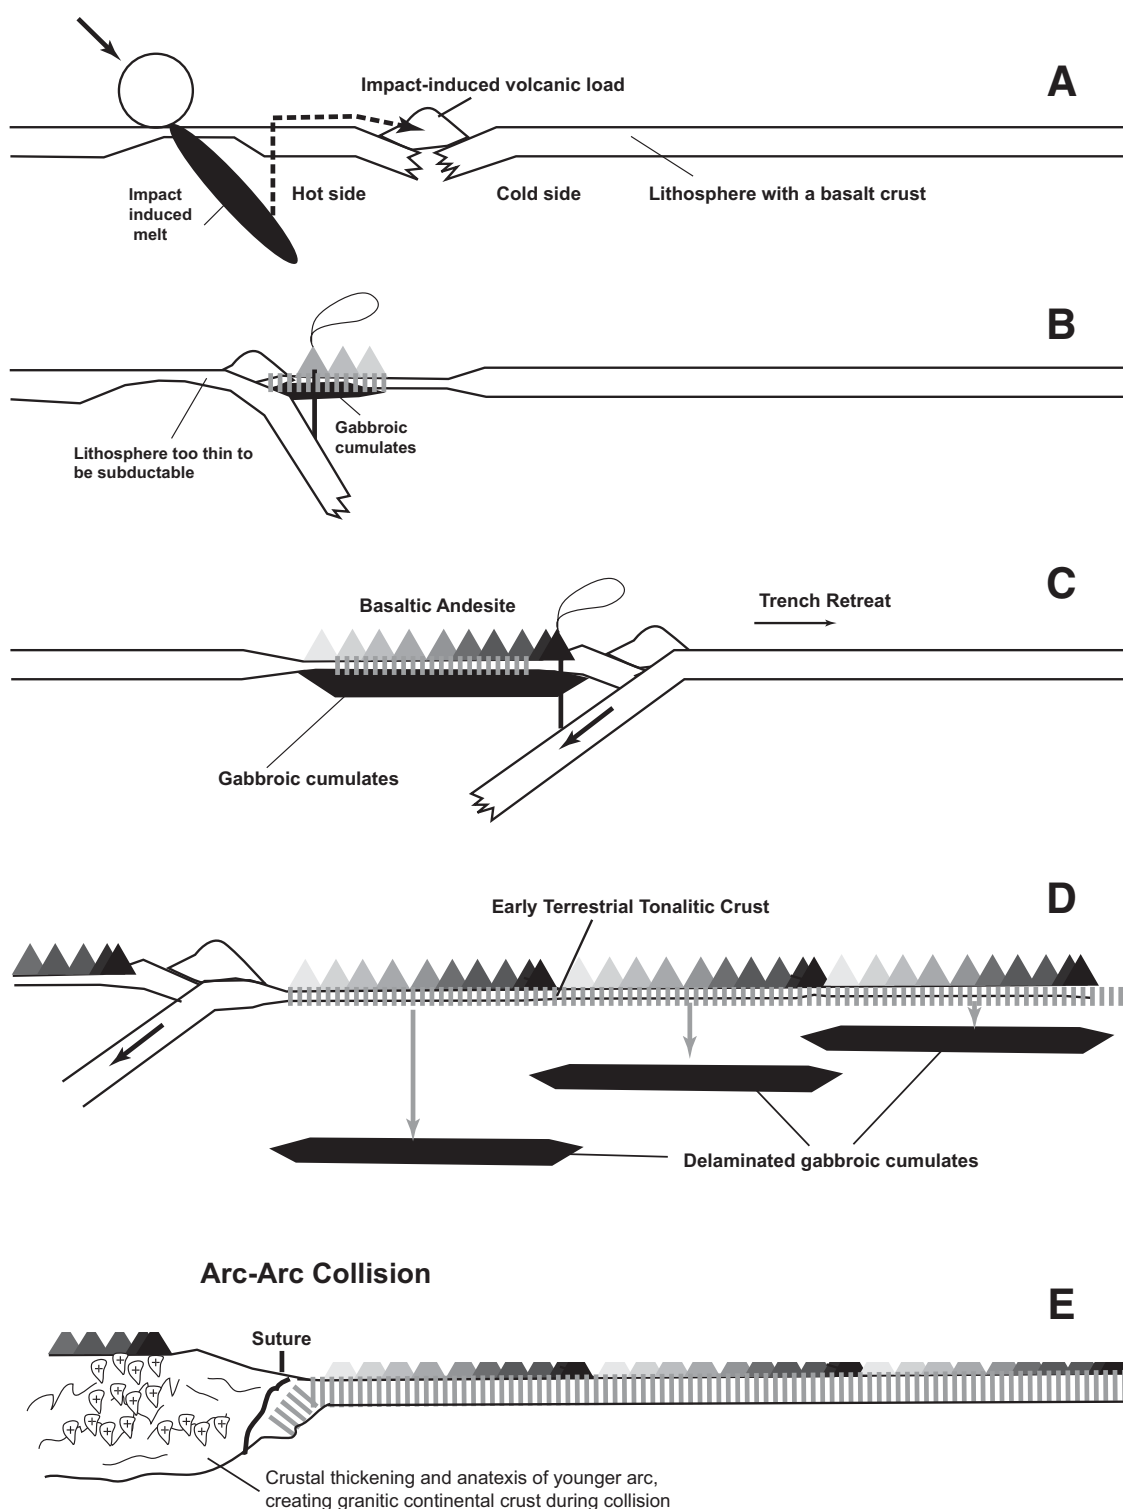 A
Impact-induced volcanic load
Impact
induced
melt
Hot side
Cold side
Lithosphere with a basalt crust
B
Gabbroic
cumulates
Lithosphere too thin to
be subductable
C
Basaltic Andesite
Trench Retreat
Gabbroic cumulates
D
Early Terrestrial Tonalitic Crust
Delaminated gabbroic cumulates
Arc-Arc Collision
E
Suture
Crustal thickening and anatexis of younger arc,
creating granitic continental crust during collision